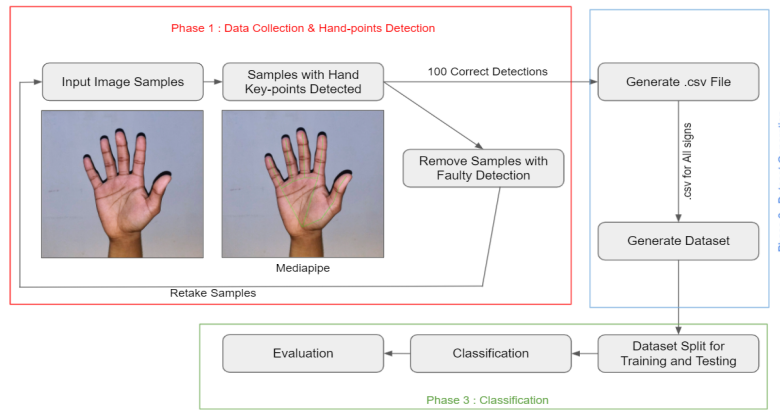 Phase 1 : Data Collection & Hand-points Detection
Input Image Samples
Samples with Hand
Key-points Detected
100 Correct Detections
Generate .csv File
Remove Samples with
Faulty Detection
.csv for All signs
Generate Dataset
Mediapipe
Retake Samples
Evaluation
Classification
Dataset Split for
Training and Testing
Phase 3 : Classification